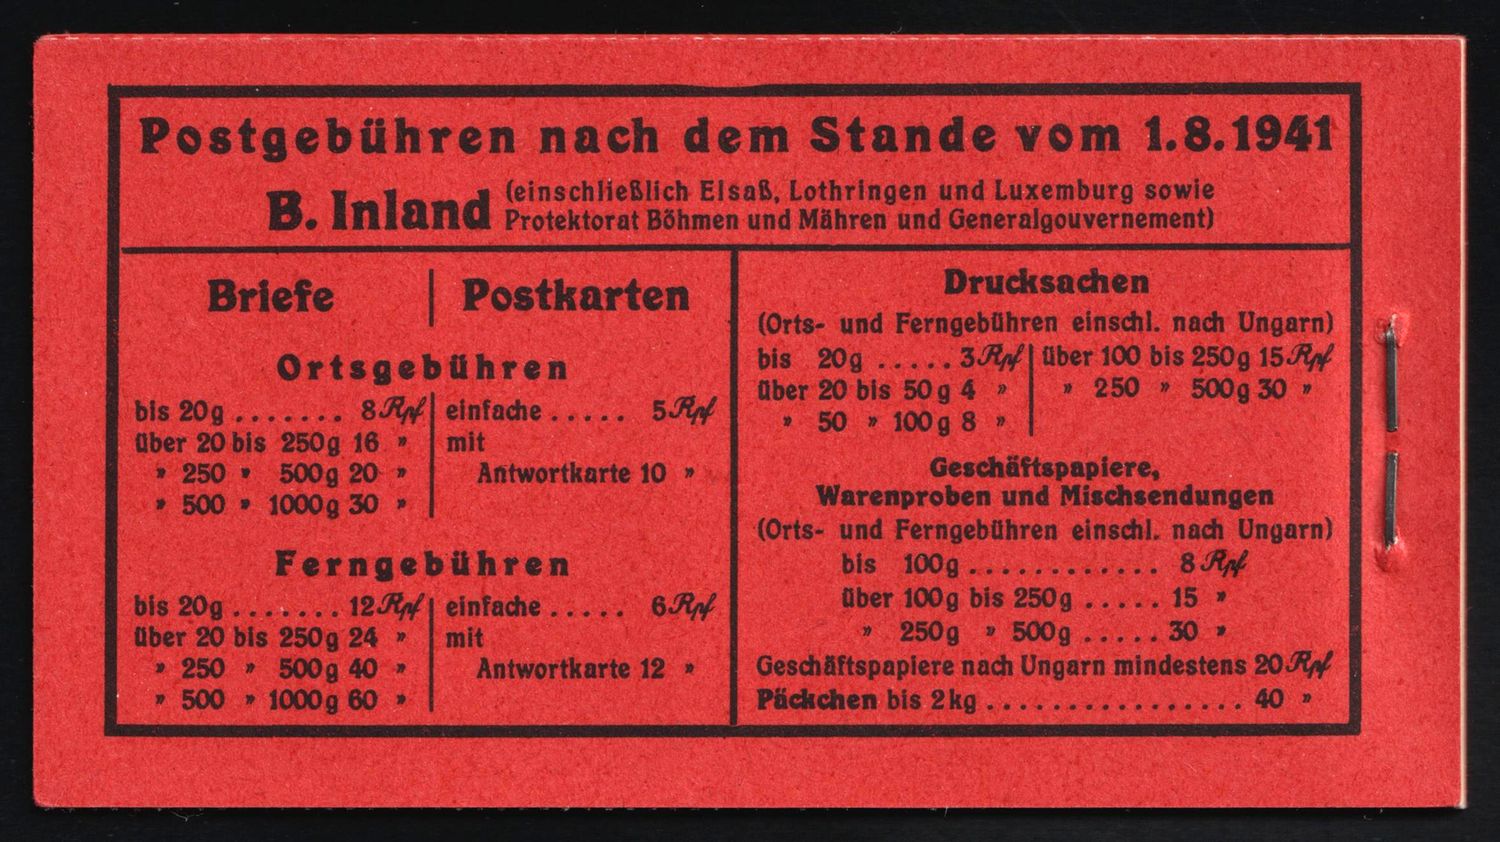 Postgebühren nach dem Stande vom 1.8.1941
B. Inland (einschließlich Elsaß, Lothringen und Luxemburg sowie
Protektorat Böhmen und Mähren und Generalgouvernement)
Briefe | Postkarten
Ortsgebühren
bis 20g ....... 8 Rpf
über 20 bis 250g 16 "
" 250 " 500g 20 "
" 500 " 1000g 30 "
einfache ..... 5 Rpf
mit
Antwortkarte 10 "
Ferngebühren
bis 20g ....... 12 Rpf
über 20 bis 250g 24 "
" 250 " 500g 40 "
" 500 " 1000g 60 "
einfache ..... 6 Rpf
mit
Antwortkarte 12 "
Drucksachen
(Orts- und Ferngebühren einschl. nach Ungarn)
bis 20g ..... 3 Rpf
über 20 bis 50g 4 "
" 50 " 100g 8 "
über 100 bis 250g 15 Rpf
" 250 " 500g 30 "
Geschäftspapiere,
Warenproben und Mischsendungen
(Orts- und Ferngebühren einschl. nach Ungarn)
bis 100g ............ 8 Rpf
über 100g bis 250g ..... 15 "
" 250g " 500g ..... 30 "
Geschäftspapiere nach Ungarn mindestens 20 Rpf
Päckchen bis 2kg ................ 40 "